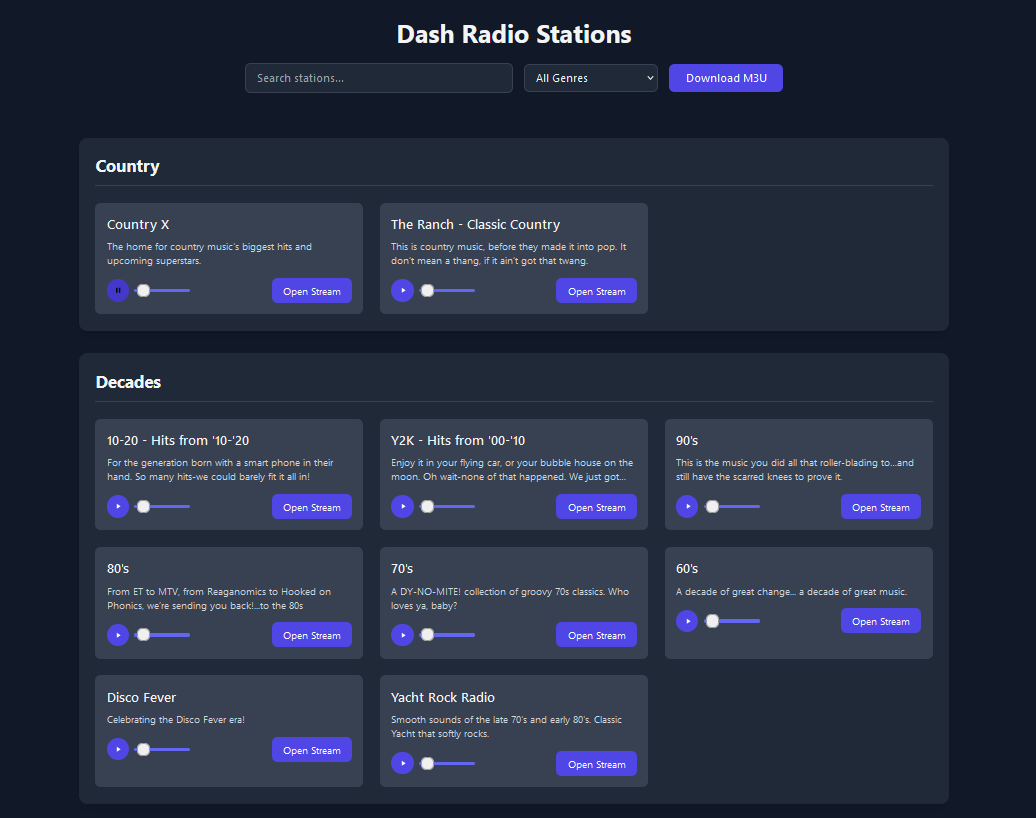 Dash Radio Stations
Search stations...
All Genres
Download M3U
Country
Country X
The home for country music's biggest hits and
upcoming superstars.
Open Stream
The Ranch - Classic Country
This is country music, before they made it into pop. It
don't mean a thang, if it ain't got that twang.
Open Stream
Decades
10-20 - Hits from '10-'20
For the generation born with a smart phone in their
hand. So many hits-we could barely fit it all in!
Open Stream
Y2K - Hits from '00-'10
Enjoy it in your flying car, or your bubble house on the
moon. Oh wait-none of that happened. We just got...
Open Stream
90's
This is the music you did all that roller-blading to...and
still have the scarred knees to prove it.
Open Stream
80's
From ET to MTV, from Reaganomics to Hooked on
Phonics, we're sending you back!...to the 80s
Open Stream
70's
A DY-NO-MITE! collection of groovy 70s classics. Who
loves ya, baby?
Open Stream
60's
A decade of great change... a decade of great music.
Open Stream
Disco Fever
Celebrating the Disco Fever era!
Open Stream
Yacht Rock Radio
Smooth sounds of the late 70's and early 80's. Classic
Yacht that softly rocks.
Open Stream